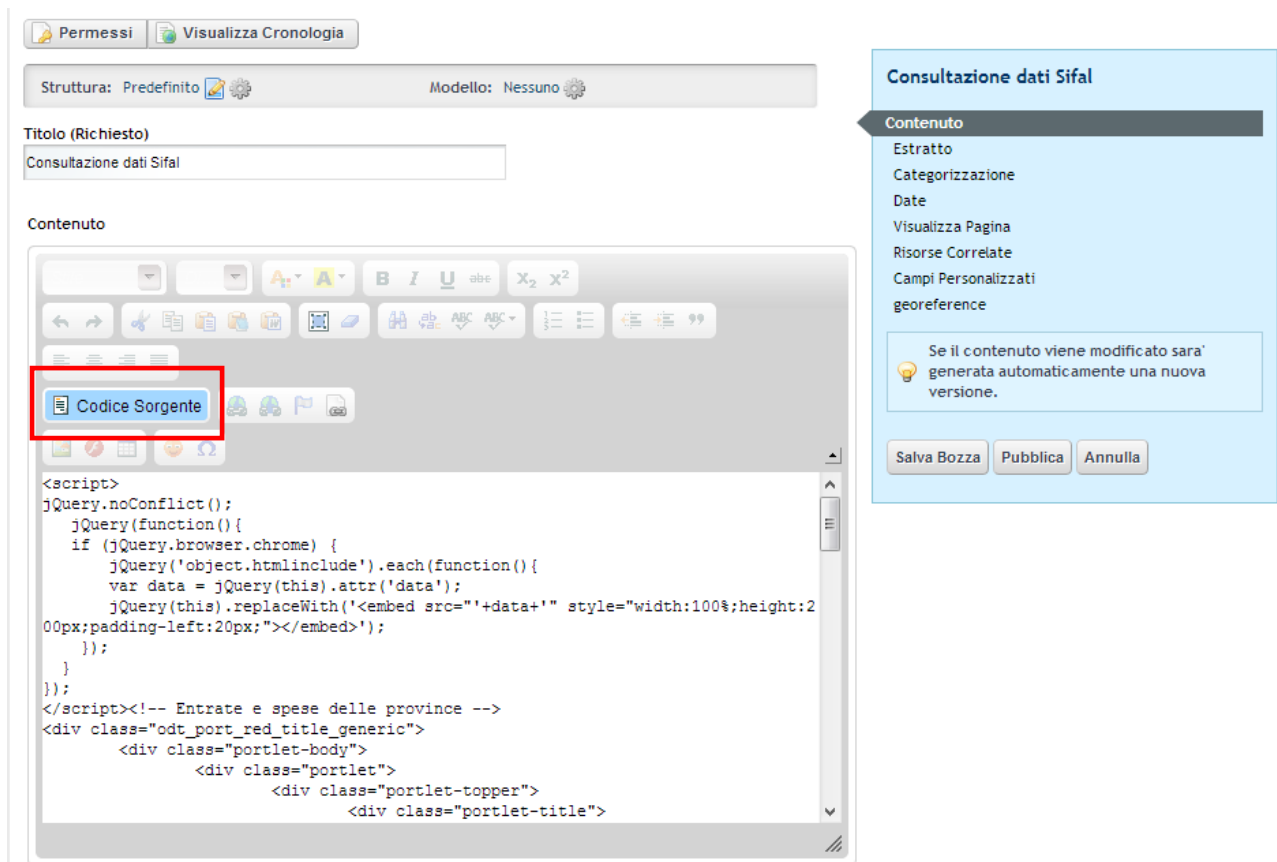 Permessi Visualizza Cronologia
Struttura: Predefinito Modello: Nessuno
Titolo (Richiesto)
Consultazione dati Sifal
Contenuto
A A B I U abc X₂ X²
ABC ABC
Codice Sorgente
Ω
<script>
jQuery.noConflict();
   jQuery(function(){
   if (jQuery.browser.chrome) {
       jQuery('object.htmlinclude').each(function(){
       var data = jQuery(this).attr('data');
       jQuery(this).replaceWith('<embed src="'+data+'" style="width:100%;height:2
00px;padding-left:20px;"></embed>');
    });
  }
});
</script><!-- Entrate e spese delle province -->
<div class="odt_port_red_title_generic">
        <div class="portlet-body">
                <div class="portlet">
                        <div class="portlet-topper">
                                <div class="portlet-title">
Consultazione dati Sifal
Contenuto
Estratto
Categorizzazione
Date
Visualizza Pagina
Risorse Correlate
Campi Personalizzati
georeference
Se il contenuto viene modificato sara'
generata automaticamente una nuova
versione.
Salva Bozza Pubblica Annulla